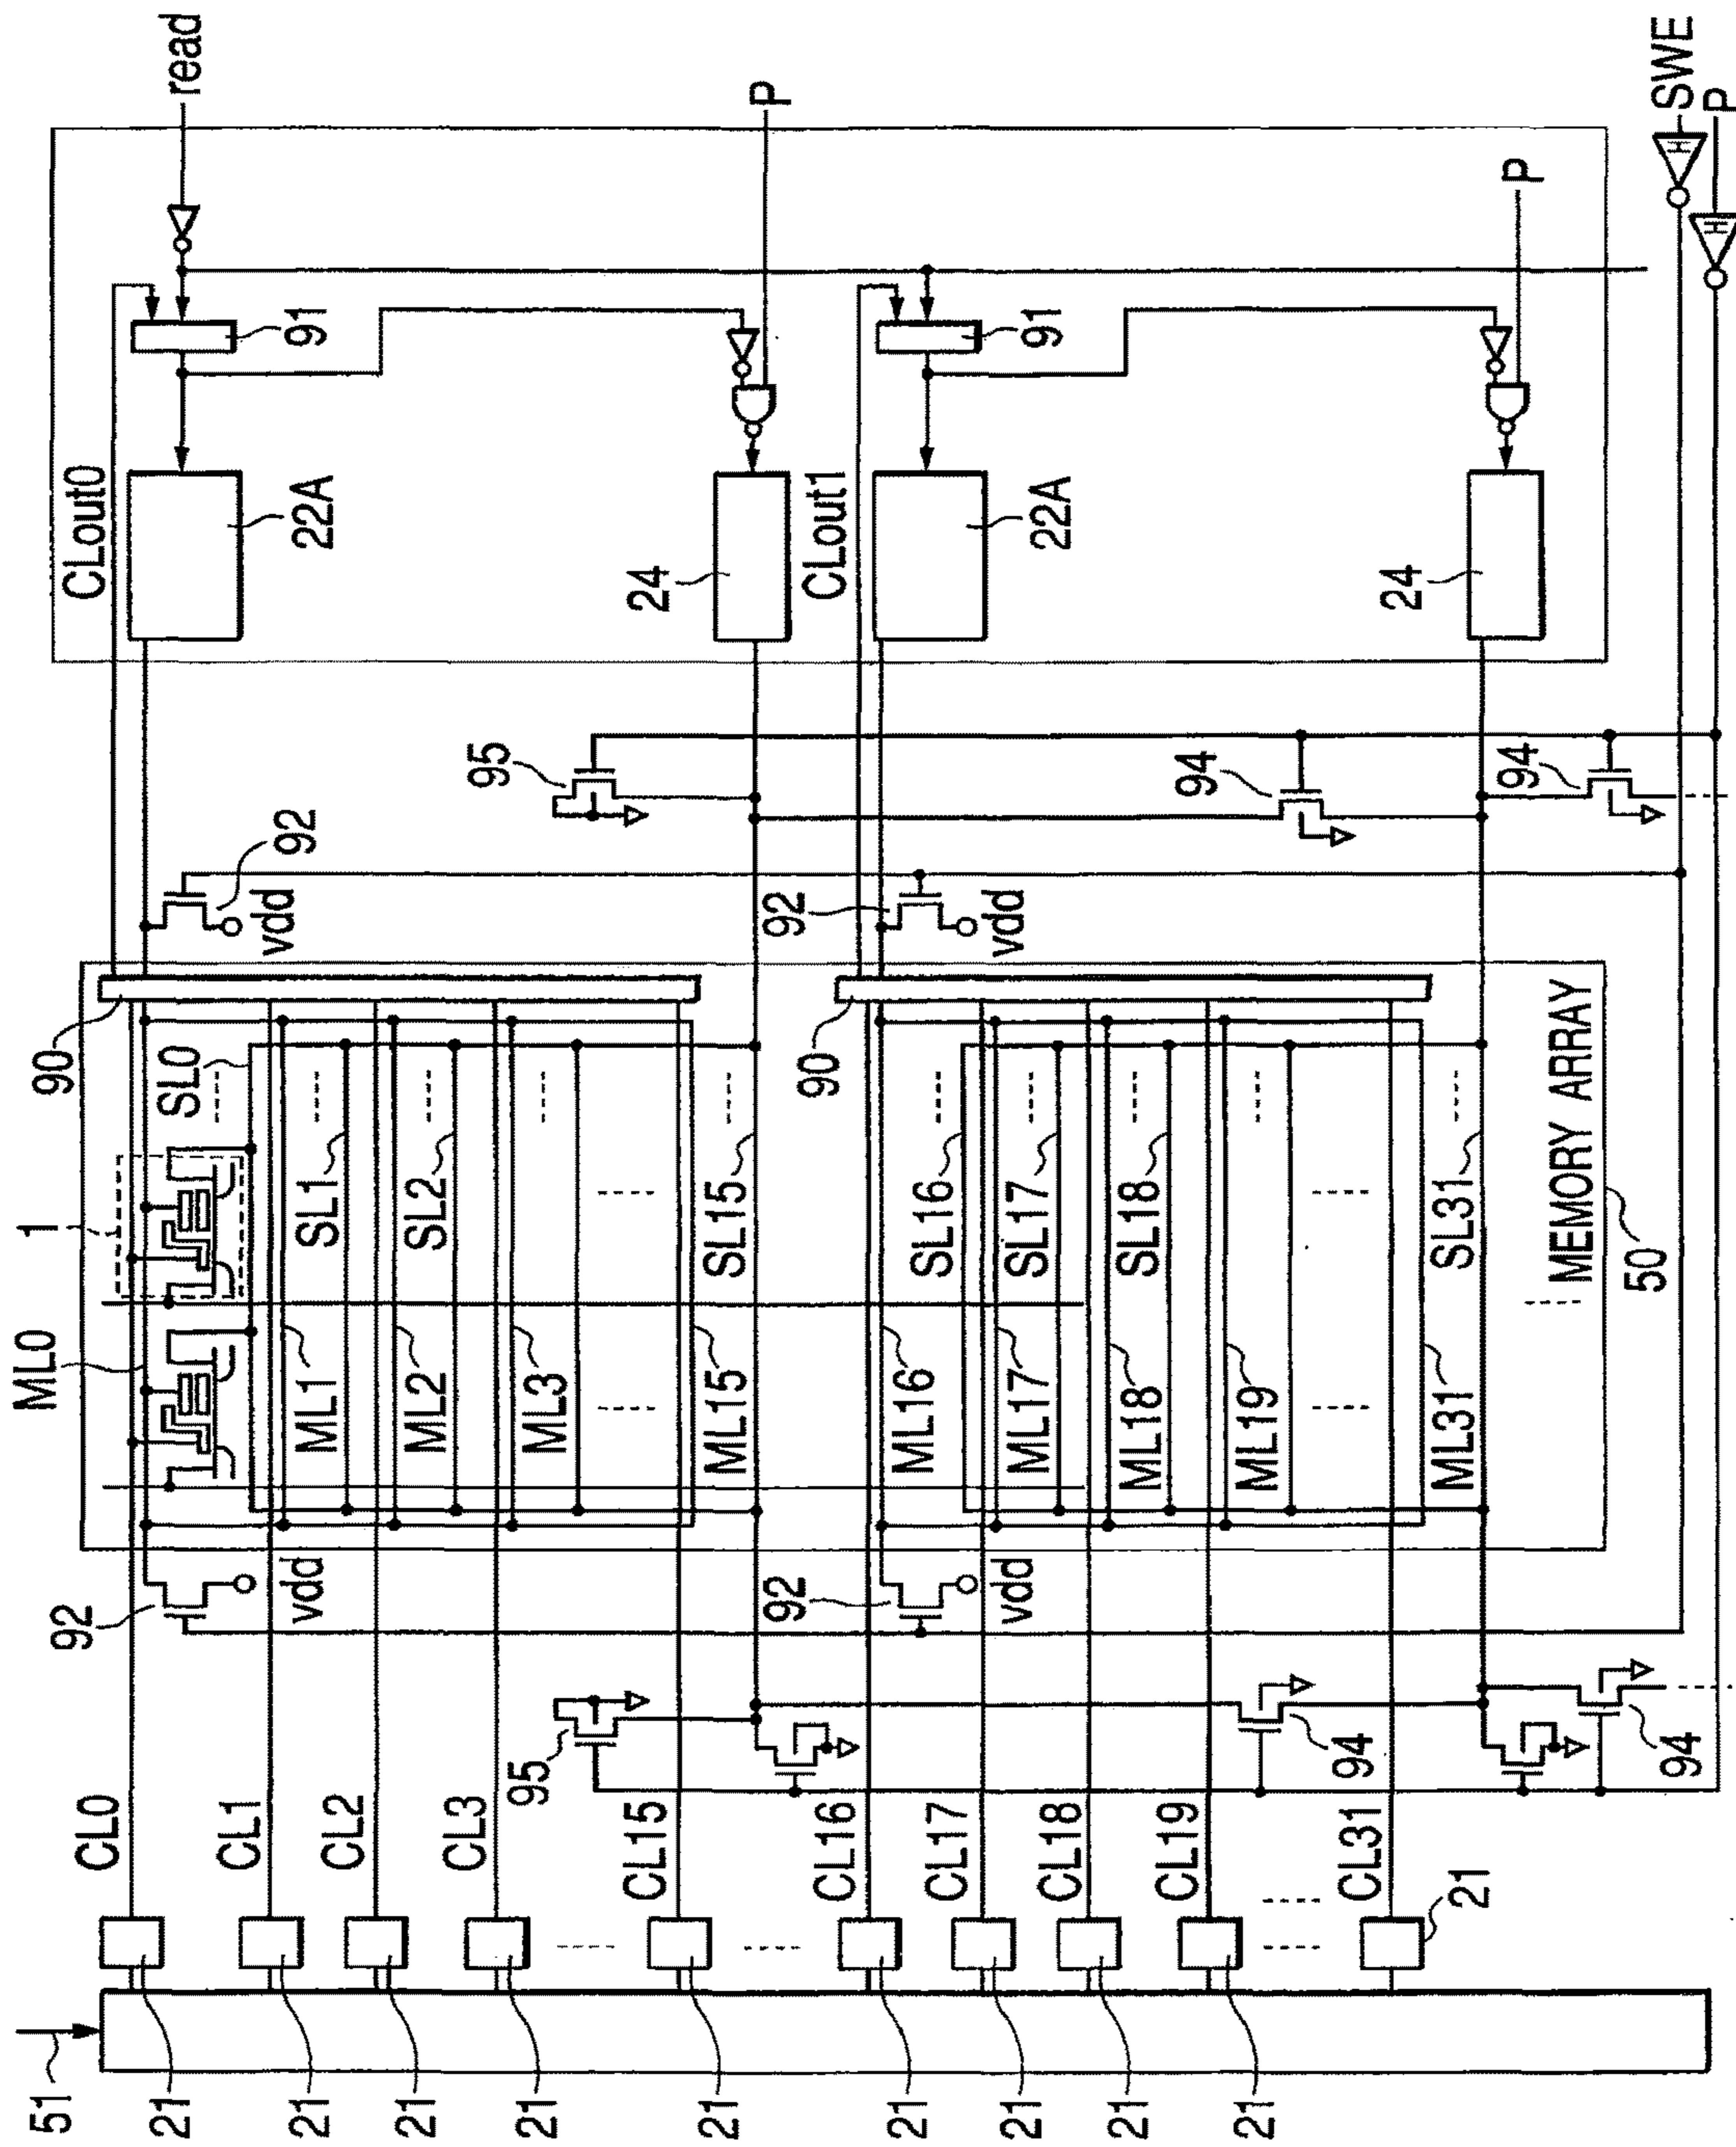 read
P
P
SWE
P
H
H
91
91
CLout0
22A
24
CLout1
22A
24
95
94
94
92
vdd
92
vdd
90
SL0
90
1
SL1
SL2
SL15
SL16
SL17
SL18
SL31
MEMORY ARRAY
50
ML0
ML1
ML2
ML3
ML15
ML16
ML17
ML18
ML19
ML31
92
vdd
92
vdd
95
94
94
CL0
CL1
CL2
CL3
CL15
CL16
CL17
CL18
CL19
CL31
21
51
21
21
21
21
21
21
21
21
21